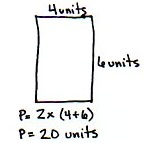 4units
6units
P= 2x (4+6)
P= 20 units